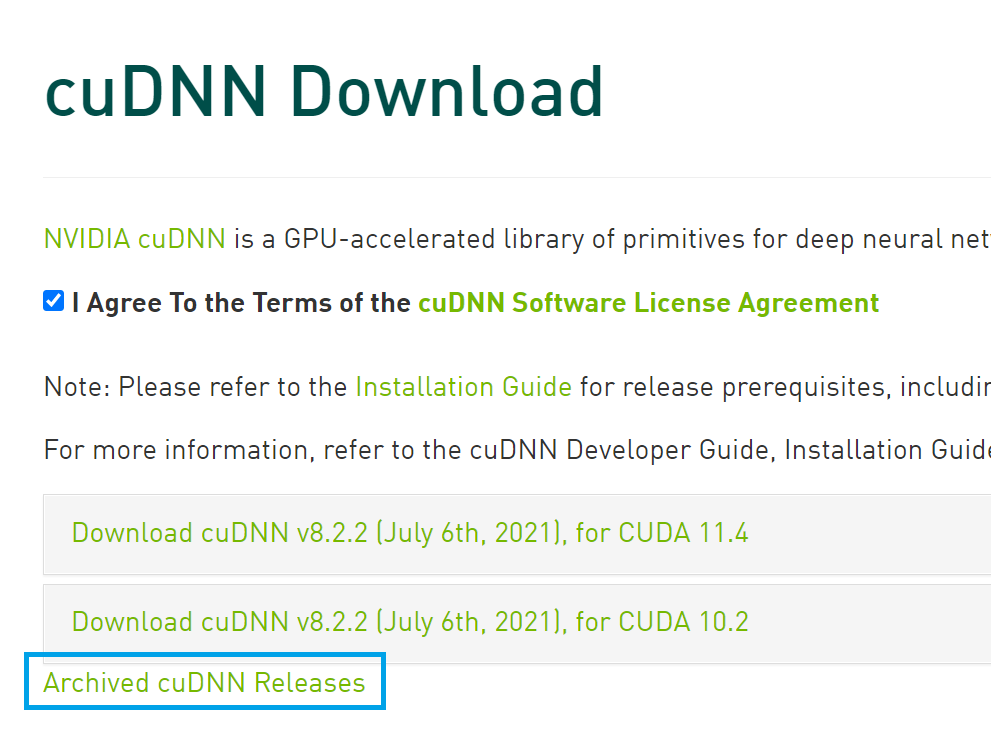 cuDNN Download
NVIDIA cuDNN is a GPU-accelerated library of primitives for deep neural
I Agree To the Terms of the cuDNN Software License Agreement
Note: Please refer to the Installation Guide for release prerequisites,
For more information, refer to the cuDNN Developer Guide, Installation
Download cuDNN v8.2.2 (July 6th, 2021), for CUDA 11.4
Download cuDNN v8.2.2 (July 6th, 2021), for CUDA 10.2
Archived cuDNN Releases